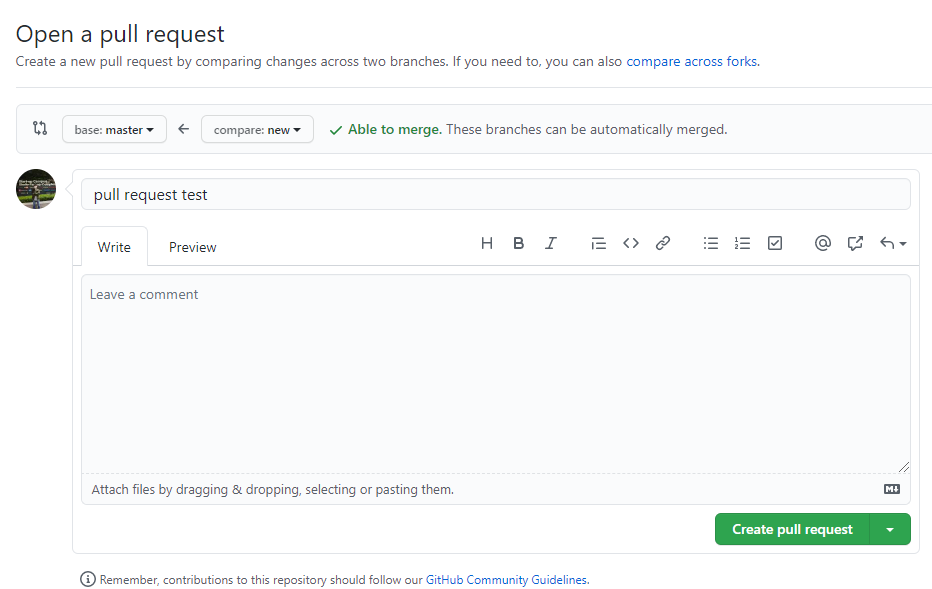 Open a pull request
Create a new pull request by comparing changes across two branches. If you need to, you can also compare across forks.
base: master
compare: new
Able to merge. These branches can be automatically merged.
pull request test
Write
Preview
H B I
Leave a comment
Attach files by dragging & dropping, selecting or pasting them.
Create pull request
Remember, contributions to this repository should follow our GitHub Community Guidelines.